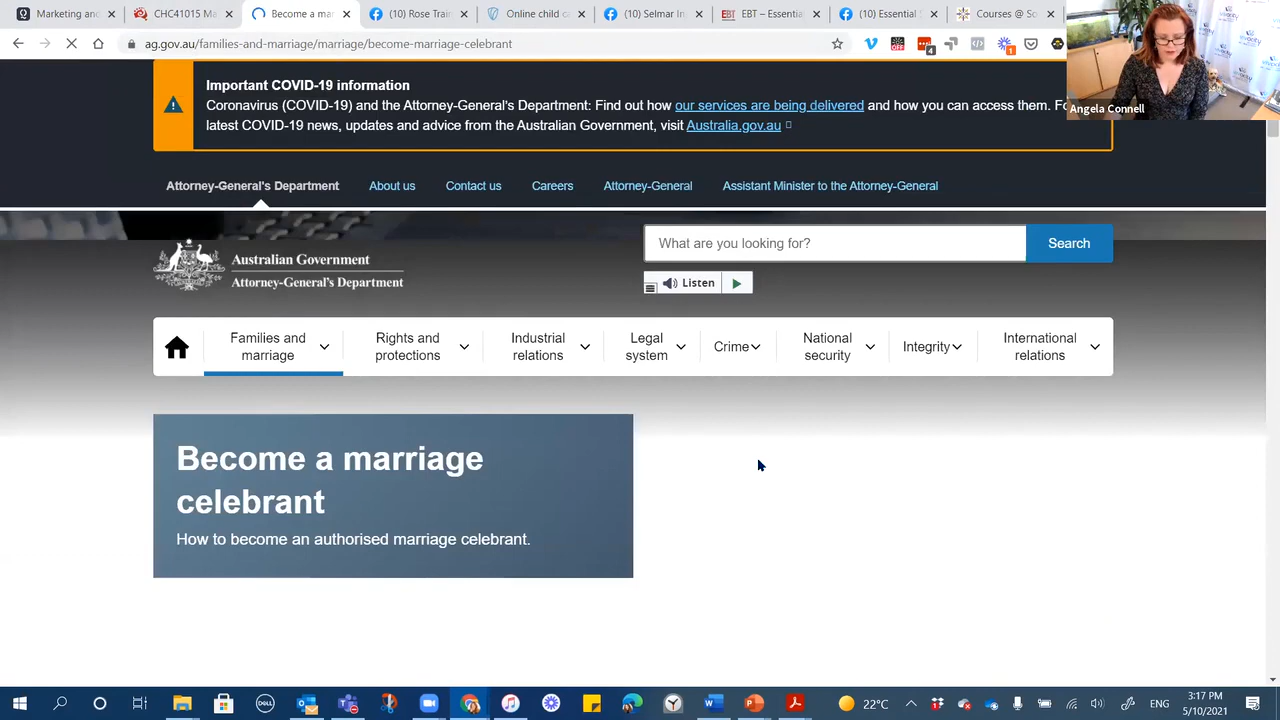 Marketing and
CHC41015 Ma
Become a mar
(10) Rose Train
Online child c
(10) Selmar In
EBT – Essentia
(10) Essential
Courses @ So
ag.gov.au/families-and-marriage/marriage/become-marriage-celebrant
OFF
4
1
Angela Connell
Important COVID-19 information
Coronavirus (COVID-19) and the Attorney-General's Department: Find out how our services are being delivered and how you can access them. Fo
latest COVID-19 news, updates and advice from the Australian Government, visit Australia.gov.au
Attorney-General's Department
About us
Contact us
Careers
Attorney-General
Assistant Minister to the Attorney-General
Australian Government
Attorney-General's Department
What are you looking for?
Search
Listen
Families and
marriage
Rights and
protections
Industrial
relations
Legal
system
Crime
National
security
Integrity
International
relations
Become a marriage
celebrant
How to become an authorised marriage celebrant.
DELL
22°C
ENG
3:17 PM
5/10/2021